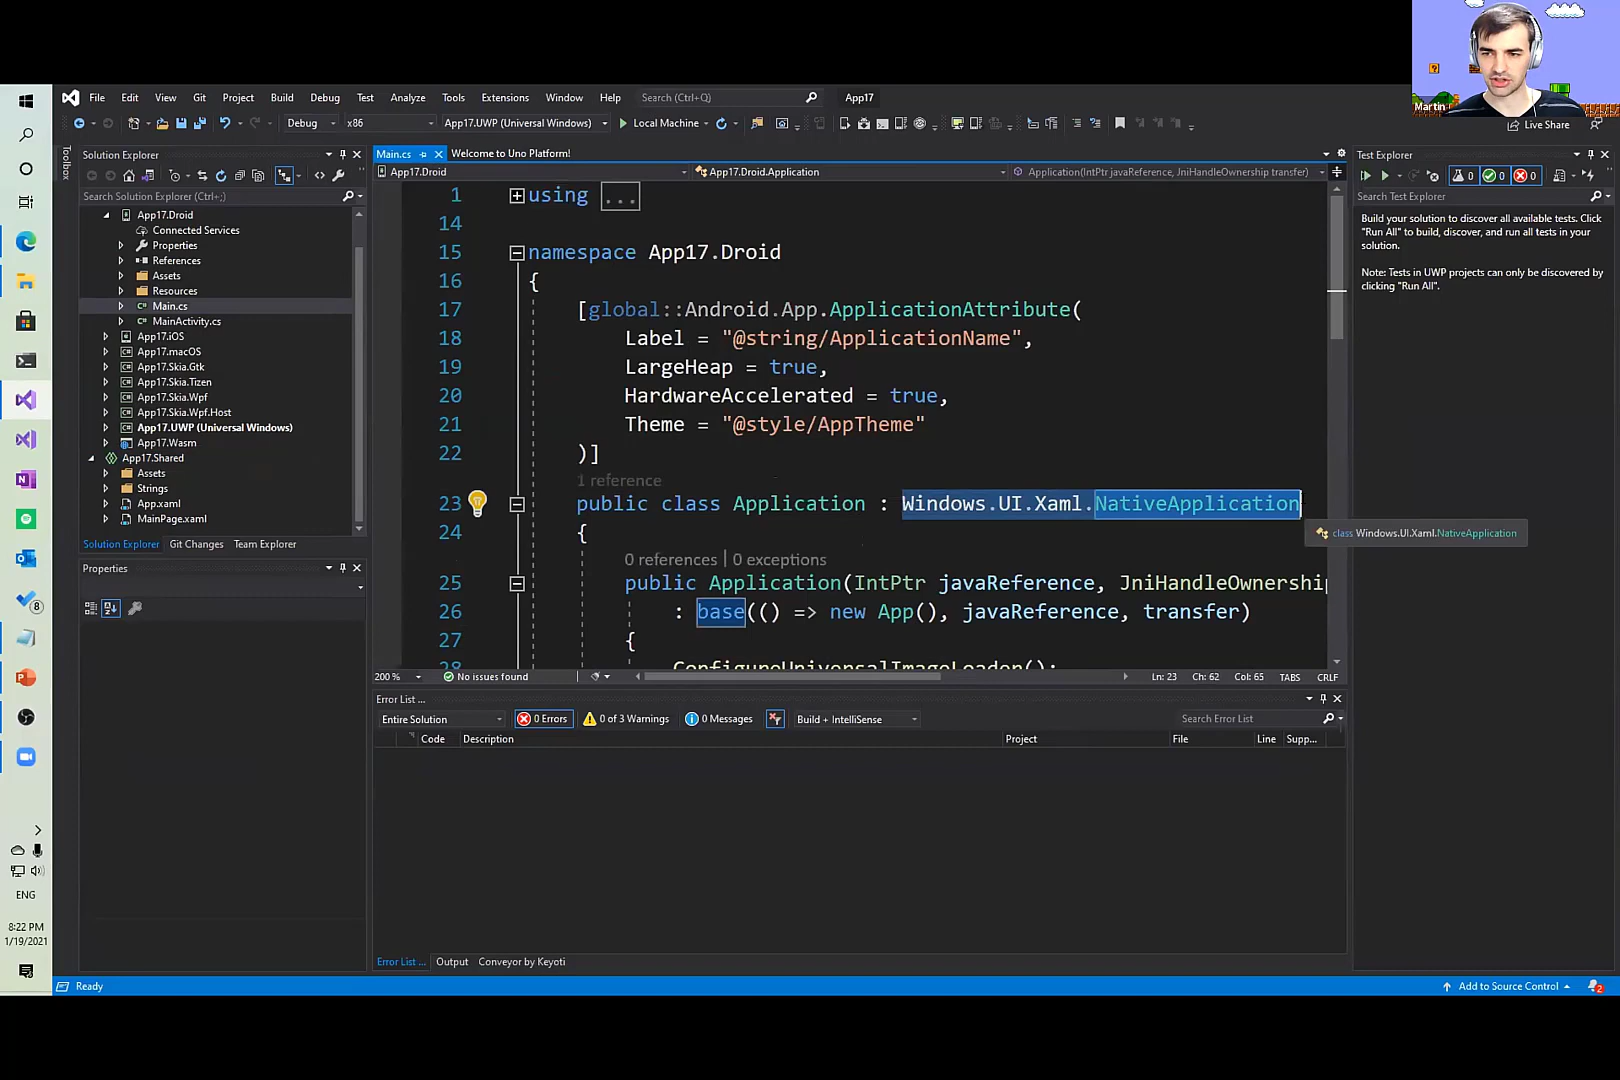 Martin
File Edit View Git Project Build Debug Test Analyze Tools Extensions Window Help Search (Ctrl+Q) App17
Debug x86 App17.UWP (Universal Windows) Local Machine Live Share
Toolbox
Solution Explorer
Search Solution Explorer (Ctrl+;)
App17.Droid
Connected Services
Properties
References
Assets
Resources
Main.cs
MainActivity.cs
App17.iOS
App17.macOS
App17.Skia.Gtk
App17.Skia.Tizen
App17.Skia.Wpf
App17.Skia.Wpf.Host
App17.UWP (Universal Windows)
App17.Wasm
App17.Shared
Assets
Strings
App.xaml
MainPage.xaml
Solution Explorer Git Changes Team Explorer
Properties
Main.cs Welcome to Uno Platform!
App17.Droid App17.Droid.Application Application(IntPtr javaReference, JniHandleOwnership transfer)
1 using ...
14
15 namespace App17.Droid
16 {
17 [global::Android.App.ApplicationAttribute(
18 Label = "@string/ApplicationName",
19 LargeHeap = true,
20 HardwareAccelerated = true,
21 Theme = "@style/AppTheme"
22 )]
1 reference
23 public class Application : Windows.UI.Xaml.NativeApplication
24 {
class Windows.UI.Xaml.NativeApplication
0 references | 0 exceptions
25 public Application(IntPtr javaReference, JniHandleOwnership
26 : base(() => new App(), javaReference, transfer)
27 {
28 ConfigureUniversalImageLoader();
200 % No issues found Ln: 23 Ch: 62 Col: 65 TABS CRLF
Error List ...
Entire Solution 0 Errors 0 of 3 Warnings 0 Messages Build + IntelliSense Search Error List
Code Description Project File Line Supp...
Error List ... Output Conveyor by Keyoti
Test Explorer
0 0 0
Search Test Explorer
Build your solution to discover all available tests. Click
"Run All" to build, discover, and run all tests in your
solution.
Note: Tests in UWP projects can only be discovered by
clicking "Run All".
8
ENG
8:22 PM
1/19/2021
Ready Add to Source Control 2